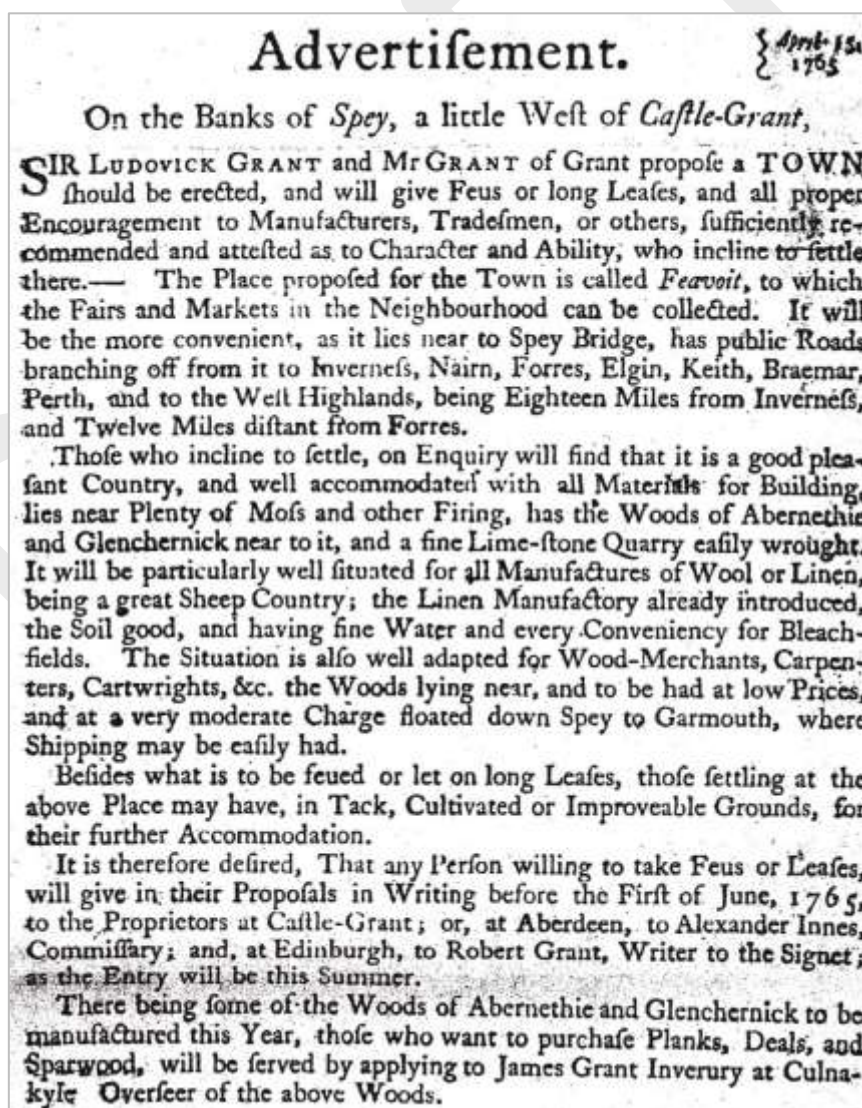 Advertiſement.
{ April 15
{ 1765
On the Banks of Spey, a little Weſt of Caſtle-Grant,
SIR LUDOVICK GRANT and Mr GRANT of Grant propoſe a TOWN
ſhould be erected, and will give Feus or long Leaſes, and all proper
Encouragement to Manufacturers, Tradeſmen, or others, ſufficiently re-
commended and atteſted as to Character and Ability, who incline to ſettle
there.— The Place propoſed for the Town is called Feavoit, to which
the Fairs and Markets in the Neighbourhood can be collected. It will
be the more convenient, as it lies near to Spey Bridge, has public Roads
branching off from it to Inverneſs, Nairn, Forres, Elgin, Keith, Braemar,
Perth, and to the Weſt Highlands, being Eighteen Miles from Inverneſs,
and Twelve Miles diſtant from Forres.
Thoſe who incline to ſettle, on Enquiry will find that it is a good plea-
ſant Country, and well accommodated with all Materials for Building,
lies near Plenty of Moſs and other Firing, has the Woods of Abernethie
and Glenchernick near to it, and a fine Lime-ſtone Quarry eaſily wrought.
It will be particularly well ſituated for all Manufactures of Wool or Linen,
being a great Sheep Country; the Linen Manufactory already introduced,
the Soil good, and having fine Water and every Conveniency for Bleach-
fields. The Situation is alſo well adapted for Wood-Merchants, Carpen-
ters, Cartwrights, &c. the Woods lying near, and to be had at low Prices,
and at a very moderate Charge floated down Spey to Garmouth, where
Shipping may be eaſily had.
Beſides what is to be feued or let on long Leaſes, thoſe ſettling at the
above Place may have, in Tack, Cultivated or Improveable Grounds, for
their further Accommodation.
It is therefore deſired, That any Perſon willing to take Feus or Leaſes,
will give in their Propoſals in Writing before the Firſt of June, 1765,
to the Proprietors at Caſtle-Grant; or, at Aberdeen, to Alexander Innes,
Commiſſary; and, at Edinburgh, to Robert Grant, Writer to the Signet;
as the Entry will be this Summer.
There being ſome of the Woods of Abernethie and Glenchernick to be
manufactured this Year, thoſe who want to purchaſe Planks, Deals, and
Sparwood, will be ſerved by applying to James Grant Inverury at Culna-
kyle Overſeer of the above Woods.